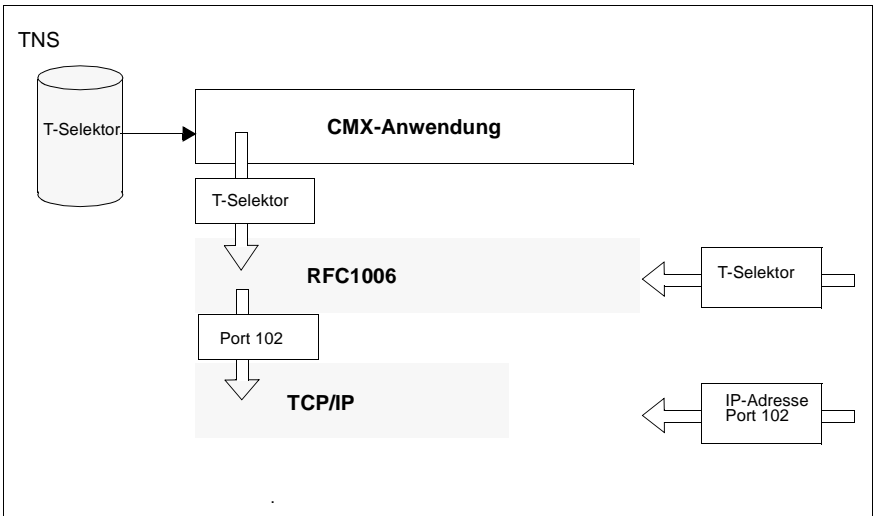 TNS
T-Selektor
CMX-Anwendung
T-Selektor
RFC1006
T-Selektor
Port 102
TCP/IP
IP-Adresse
Port 102
.